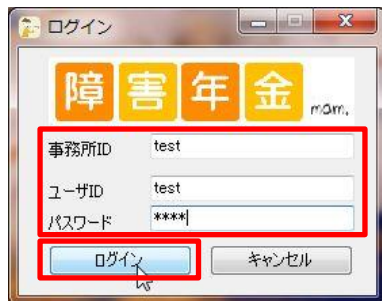 ログイン
障害年金 mam.
事務所ID test
ユーザID test
パスワード ****
ログイン キャンセル